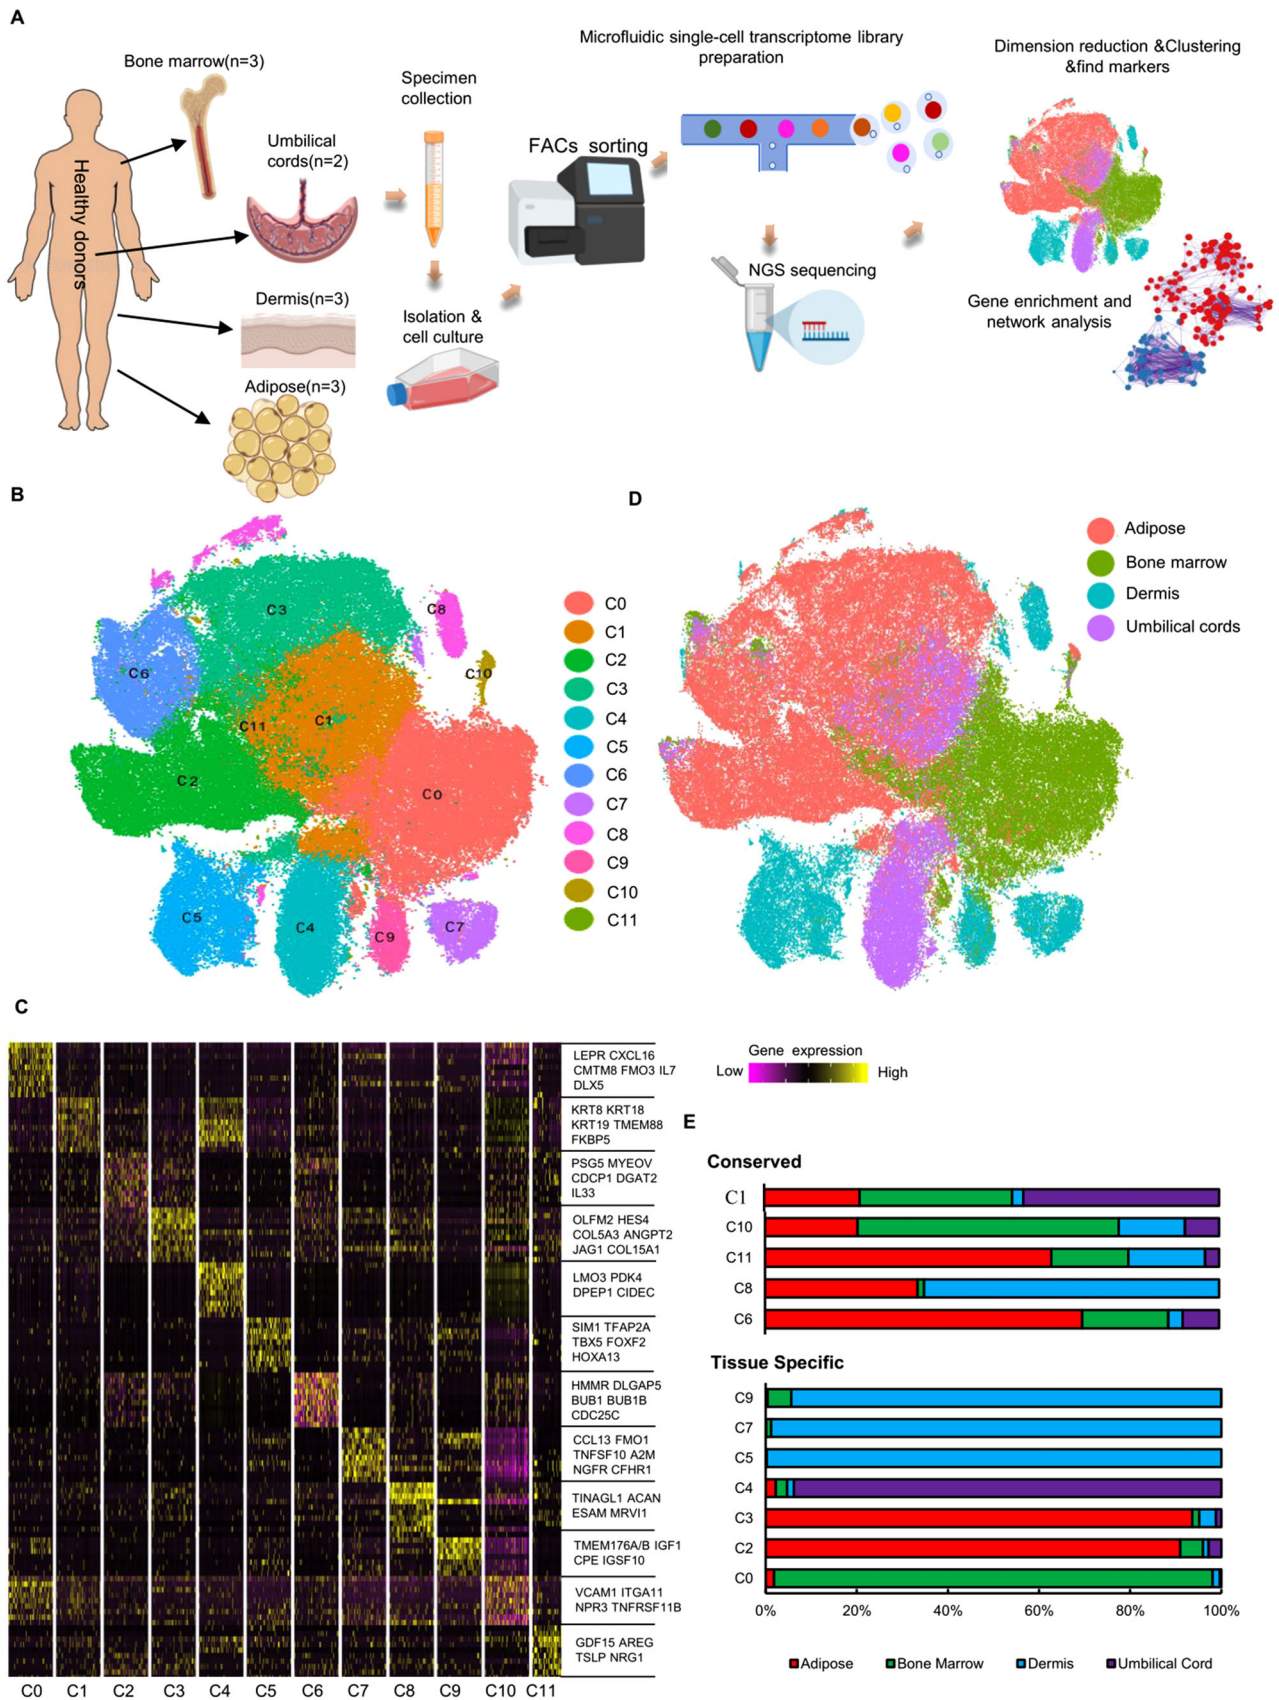 A
Bone marrow(n=3)
Umbilical
cords(n=2)
Healthy donors
Dermis(n=3)
Adipose(n=3)
Specimen
collection
Isolation &
cell culture
FACs sorting
Microfluidic single-cell transcriptome library
preparation
NGS sequencing
Dimension reduction &Clustering
&find markers
Gene enrichment and
network analysis
B
C3
C8
C6
C10
C11
C1
C2
C0
C5
C4
C9
C7
C0
C1
C2
C3
C4
C5
C6
C7
C8
C9
C10
C11
D
Adipose
Bone marrow
Dermis
Umbilical cords
C
LEPR CXCL16
CMTM8 FMO3 IL7
DLX5
KRT8 KRT18
KRT19 TMEM88
FKBP5
PSG5 MYEOV
CDCP1 DGAT2
IL33
OLFM2 HES4
COL5A3 ANGPT2
JAG1 COL15A1
LMO3 PDK4
DPEP1 CIDEC
SIM1 TFAP2A
TBX5 FOXF2
HOXA13
HMMR DLGAP5
BUB1 BUB1B
CDC25C
CCL13 FMO1
TNFSF10 A2M
NGFR CFHR1
TINAGL1 ACAN
ESAM MRVI1
TMEM176A/B IGF1
CPE IGSF10
VCAM1 ITGA11
NPR3 TNFRSF11B
GDF15 AREG
TSLP NRG1
C0 C1 C2 C3 C4 C5 C6 C7 C8 C9 C10 C11
Gene expression
Low High
E
Conserved
C1
C10
C11
C8
C6
Tissue Specific
C9
C7
C5
C4
C3
C2
C0
0% 20% 40% 60% 80% 100%
Adipose Bone Marrow Dermis Umbilical Cord